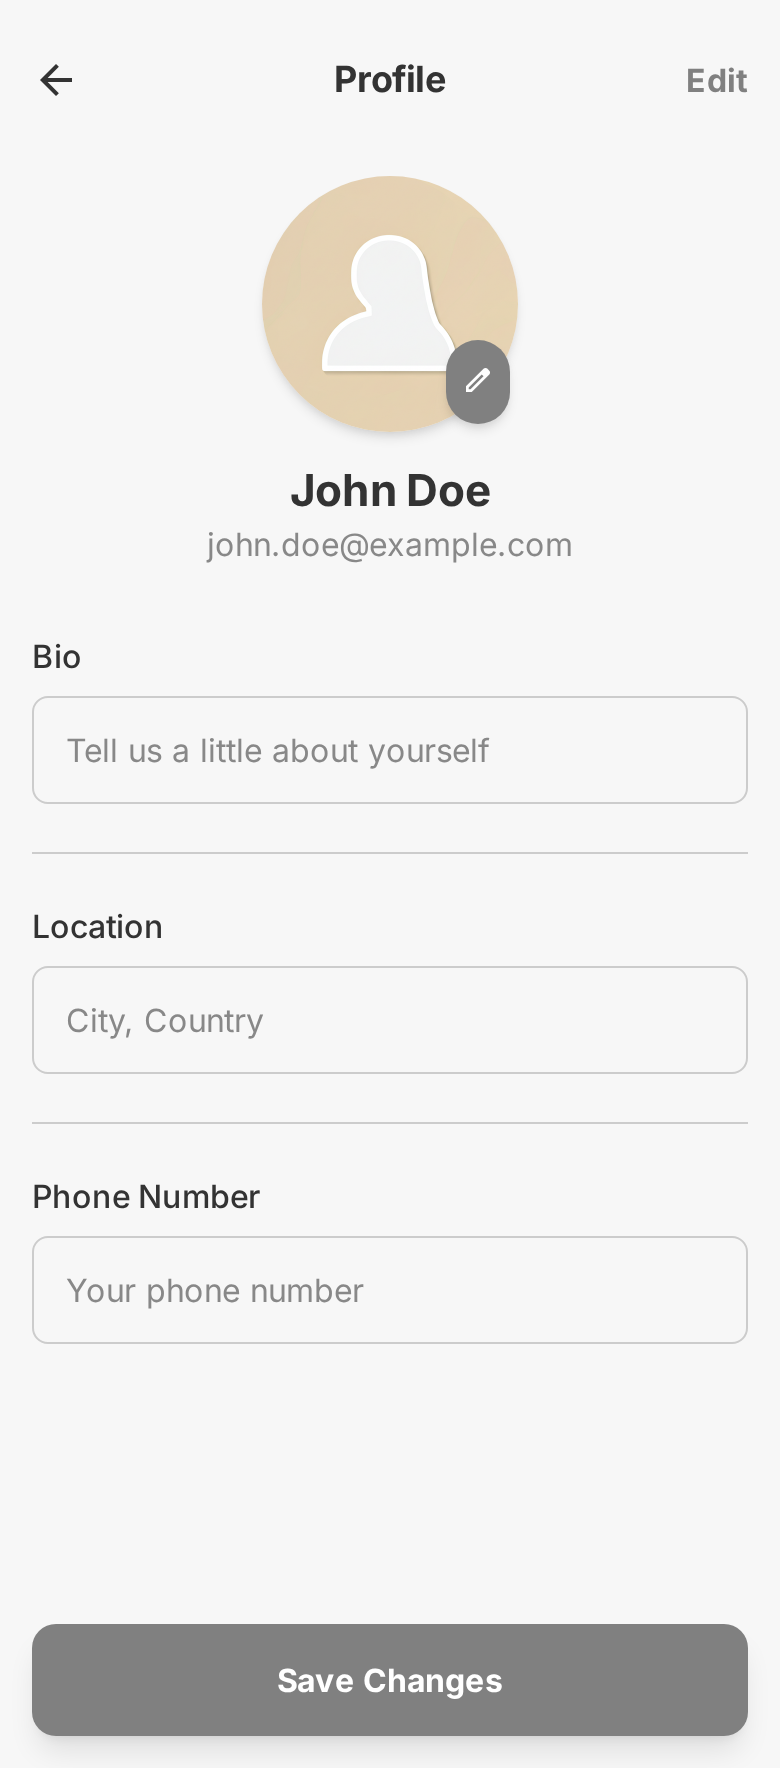 Profile
Edit
John Doe
john.doe@example.com
Bio
Tell us a little about yourself
Location
City, Country
Phone Number
Your phone number
Save Changes